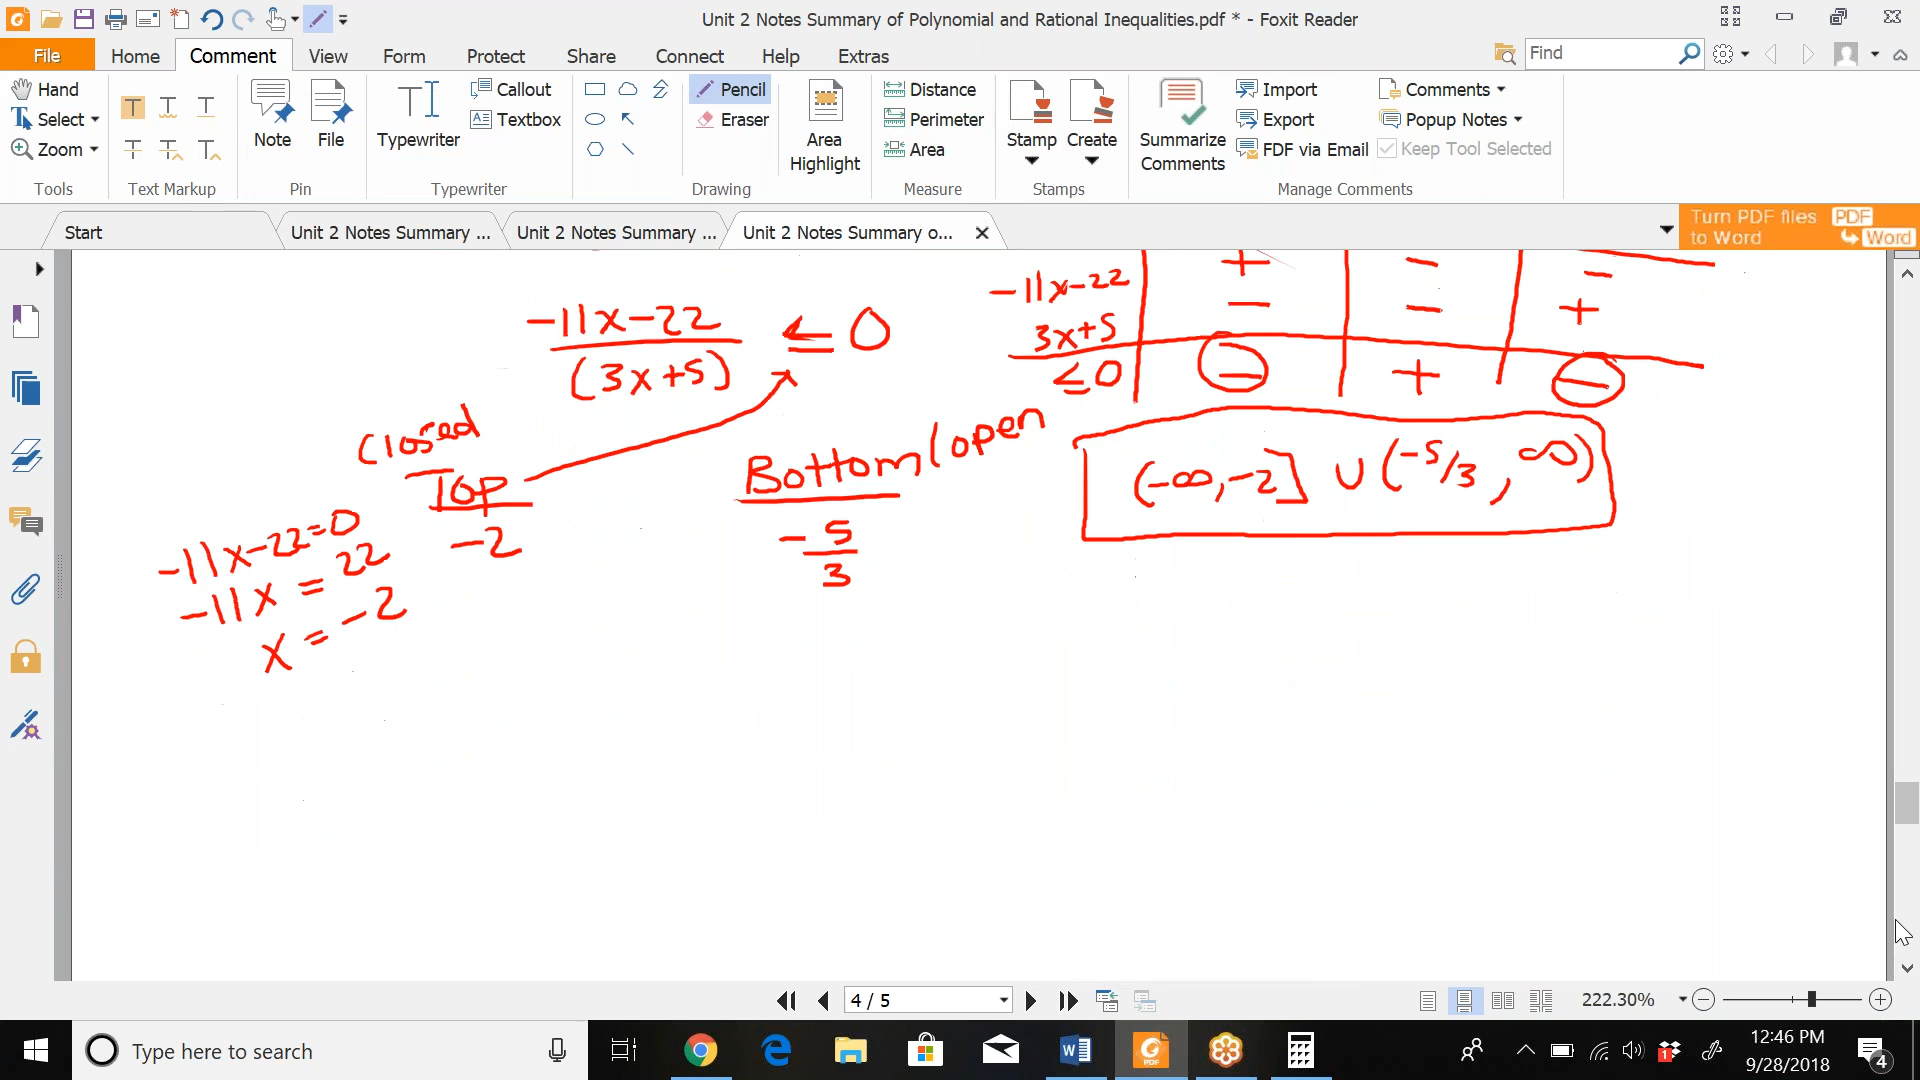 Unit 2 Notes Summary of Polynomial and Rational Inequalities.pdf * - Foxit Reader
File Home Comment View Form Protect Share Connect Help Extras
Find
Hand
Select
Zoom
Tools
Text Markup
Note
File
Pin
Typewriter
Callout
Textbox
Typewriter
Pencil
Eraser
Drawing
Area
Highlight
Distance
Perimeter
Area
Measure
Stamp
Create
Stamps
Summarize
Comments
Import
Export
FDF via Email
Comments
Popup Notes
Keep Tool Selected
Manage Comments
Start
Unit 2 Notes Summary ...
Unit 2 Notes Summary ...
Unit 2 Notes Summary o...
Turn PDF files
to Word
PDF
Word
-11x-22
(3x+5)
≤ 0
Closed
Top
-2
Bottom (open
-5
3
-11x-22=0
-11x = 22
x = -2
-11x-22 + - -
3x+5 - - +
≤0 - + -
(-∞,-2] ∪ (-5/3, ∞)
4 / 5
222.30%
Type here to search
12:46 PM
9/28/2018
4